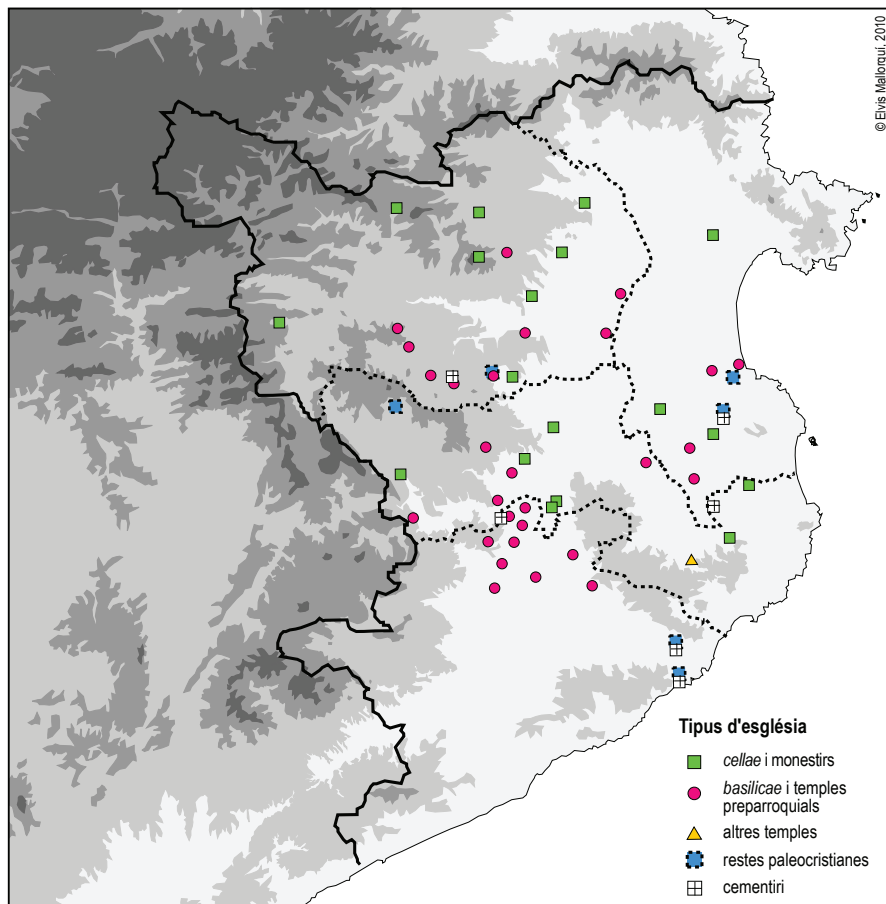 © Elvis Mallorquí, 2010
Tipus d'església
cellae i monestirs
basilicae i temples
preparroquials
altres temples
restes paleocristianes
cementiri